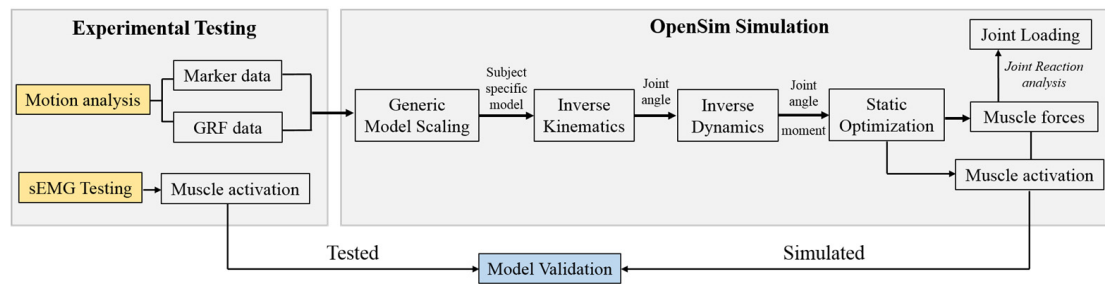 Experimental Testing
Motion analysis
Marker data
GRF data
sEMG Testing
Muscle activation
OpenSim Simulation
Generic
Model Scaling
Subject
specific
model
Inverse
Kinematics
Joint
angle
Inverse
Dynamics
Joint
angle
moment
Static
Optimization
Joint Loading
Joint Reaction
analysis
Muscle forces
Muscle activation
Tested
Model Validation
Simulated